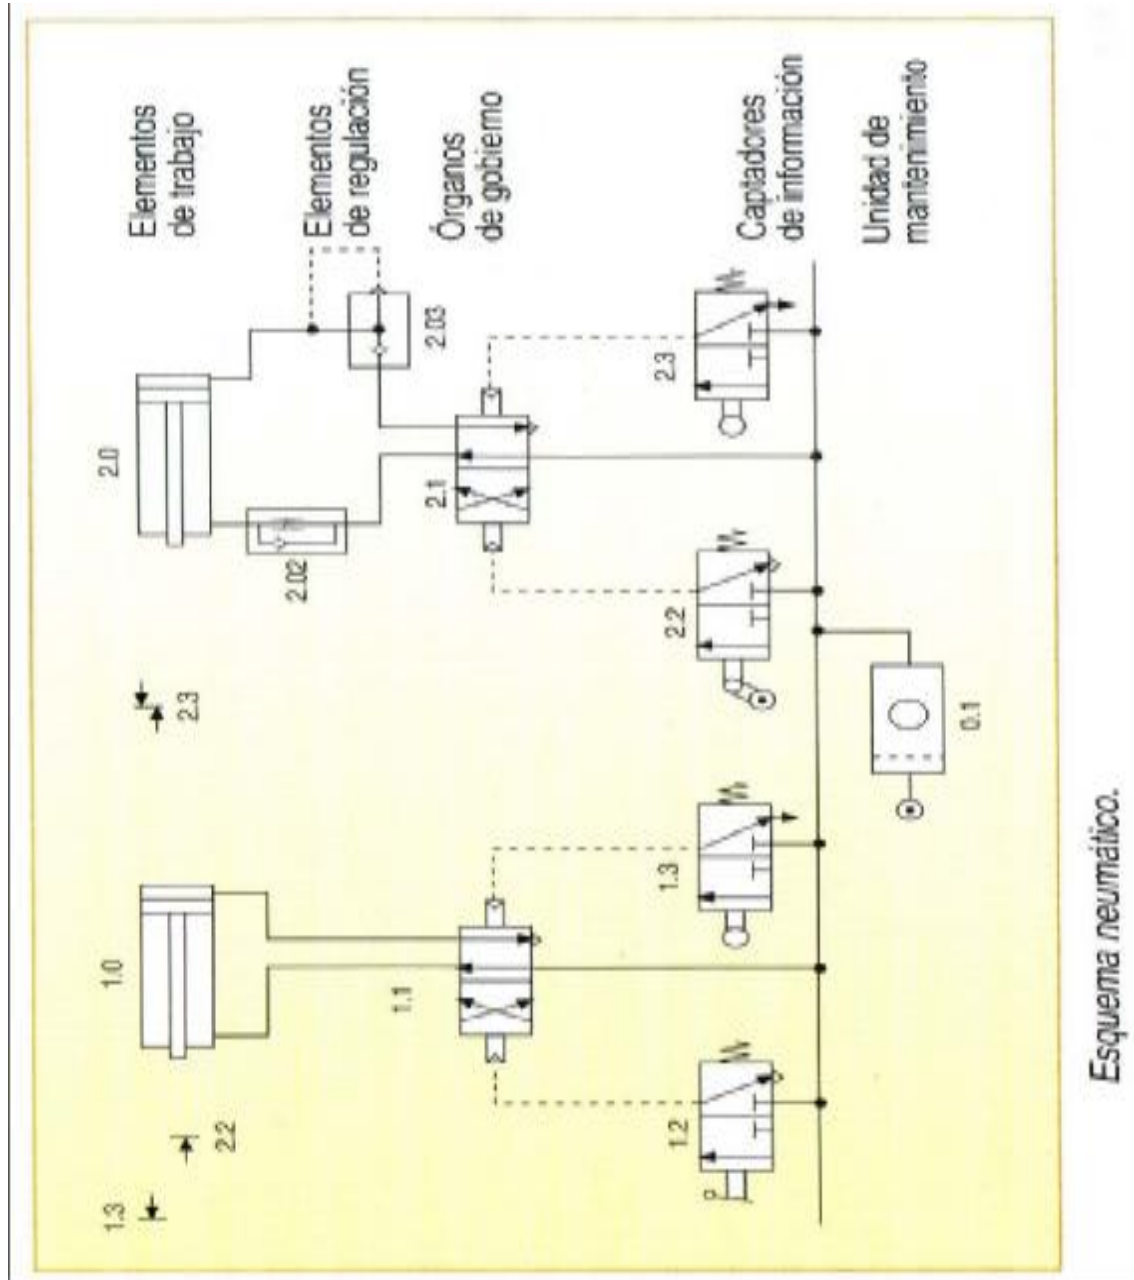 1.3
1.0
2.0
Elementos
de trabajo
2.2
2.3
2.02
Elementos
de regulación
1.1
2.1
2.03
Órganos
de gobierno
1.2
1.3
2.2
2.3
Captadores
de información
Unidad de
mantenimiento
0.1
Esquema neumático.